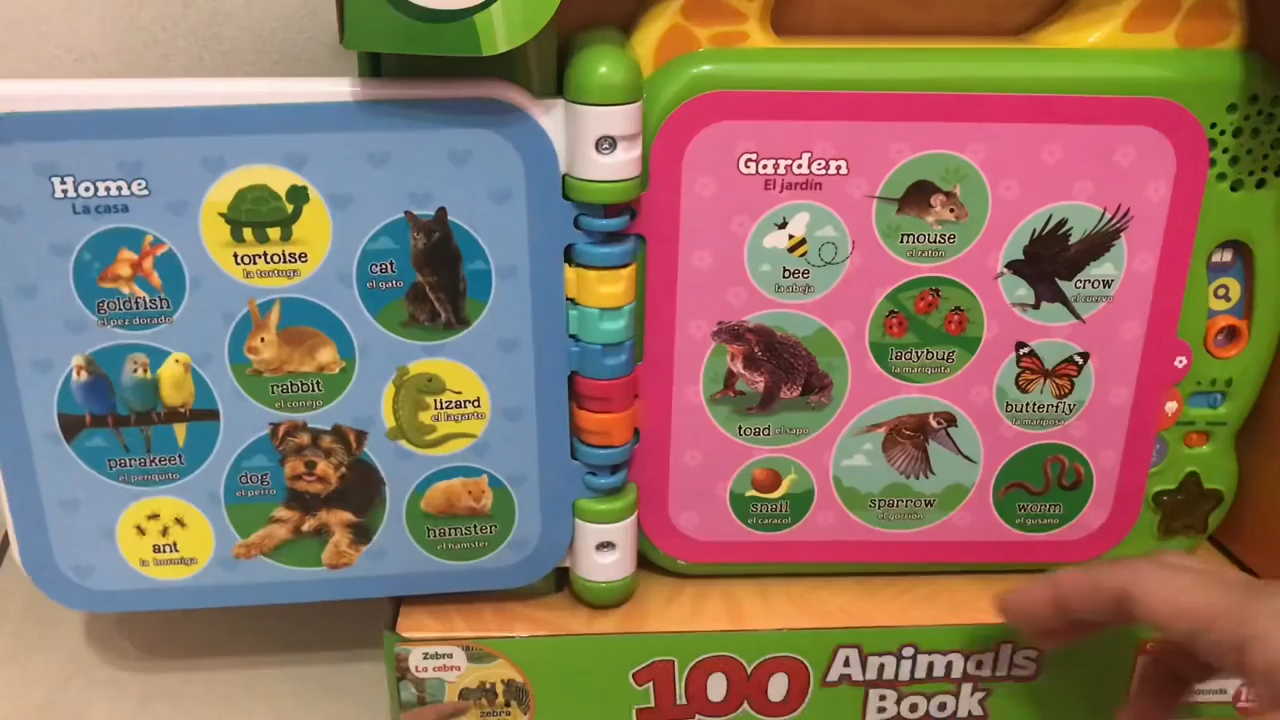 Home
La casa
goldfish
el pez dorado
tortoise
la tortuga
cat
el gato
rabbit
el conejo
parakeet
el periquito
lizard
el lagarto
dog
el perro
hamster
el hámster
ant
la hormiga
Garden
El jardín
bee
la abeja
mouse
el ratón
crow
el cuervo
ladybug
la mariquita
toad el sapo
butterfly
la mariposa
sparrow
el gorrión
snail
el caracol
worm
el gusano
Zebra
La cebra
zebra
100 Animals
Book